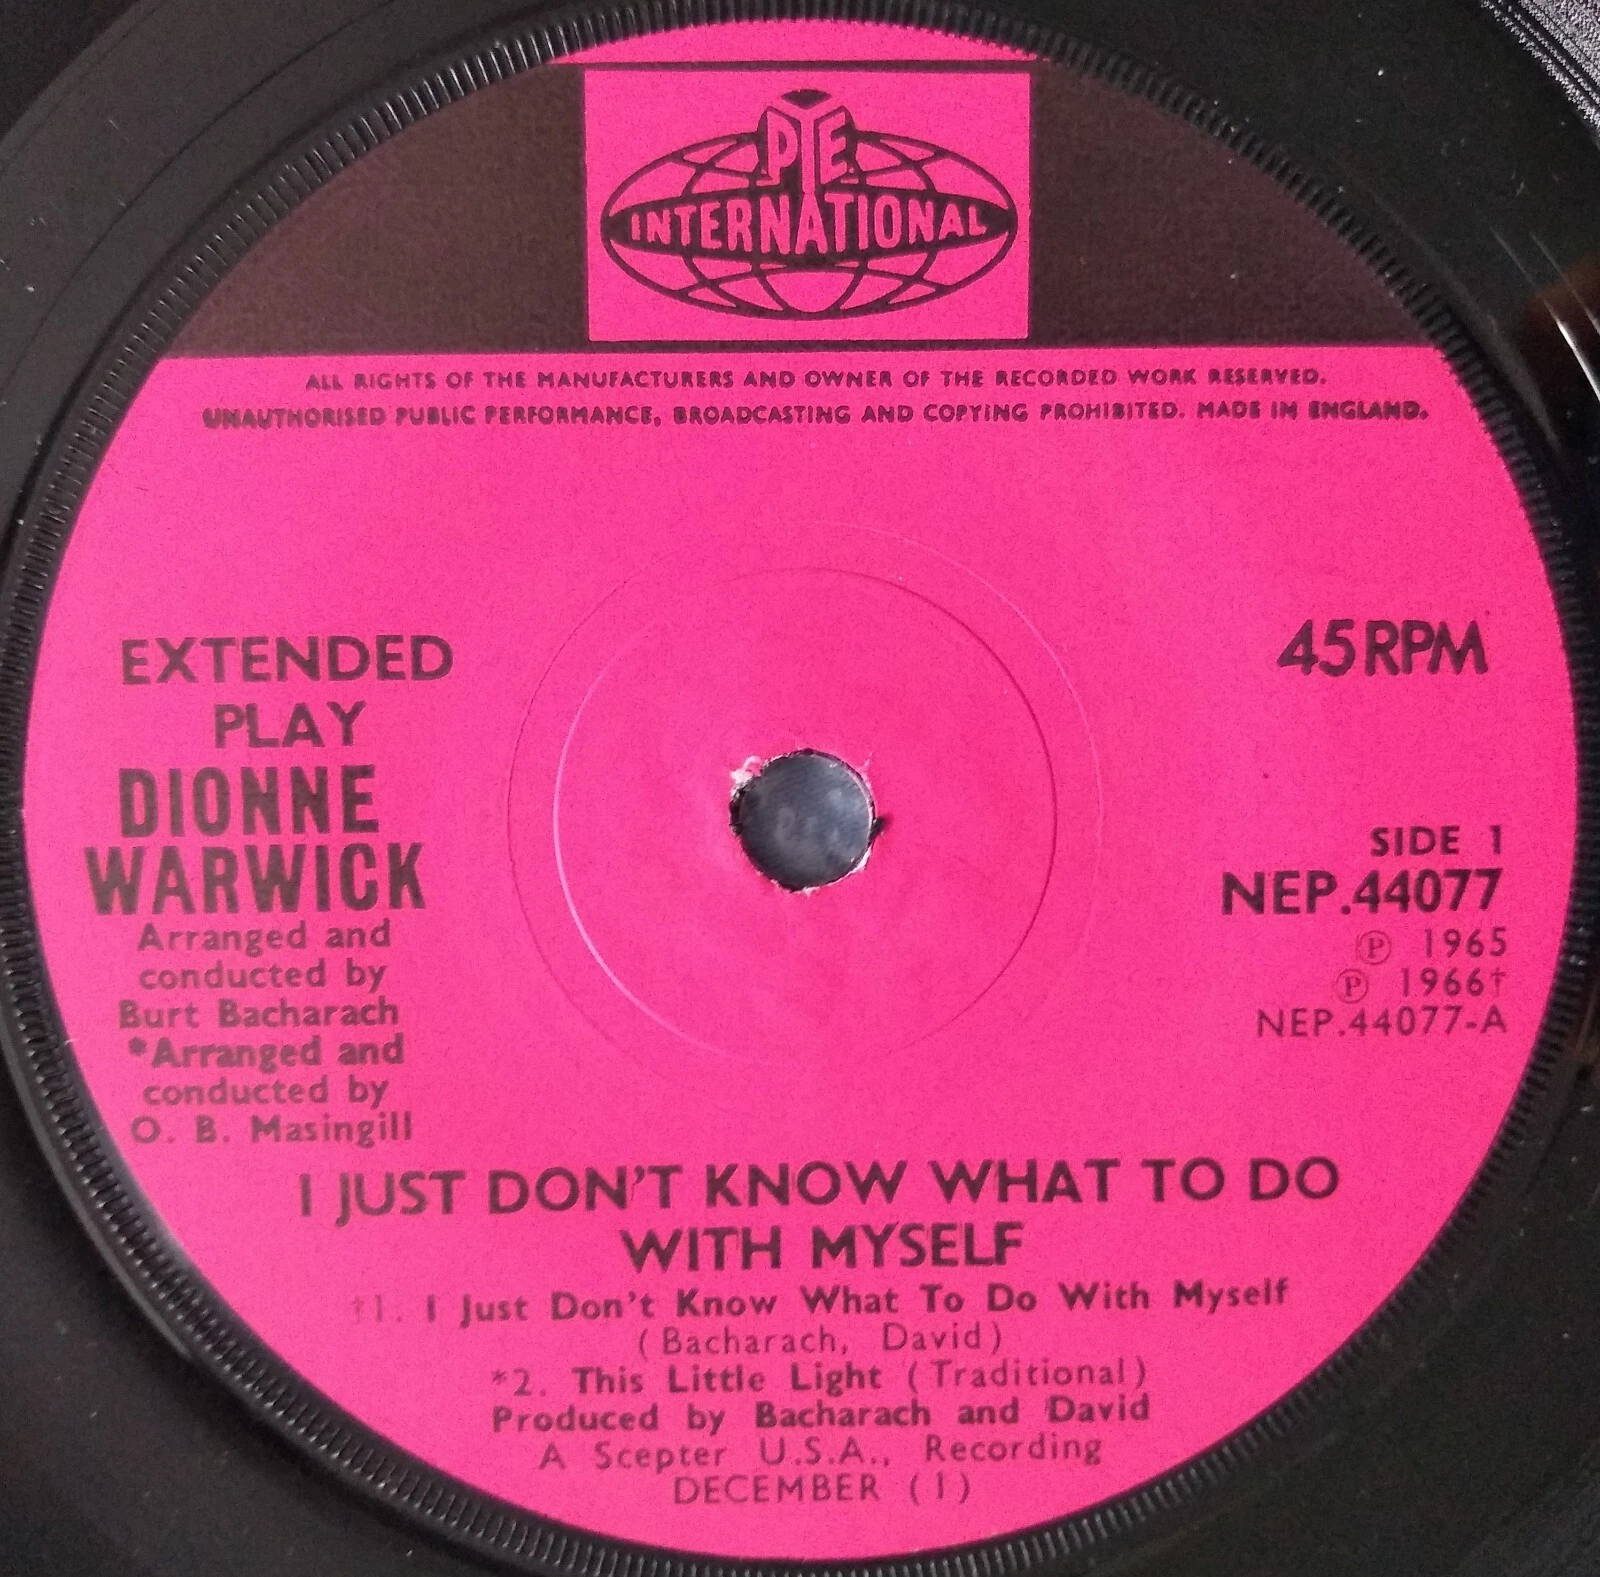 PYE
INTERNATIONAL
ALL RIGHTS OF THE MANUFACTURERS AND OWNER OF THE RECORDED WORK RESERVED.
UNAUTHORISED PUBLIC PERFORMANCE, BROADCASTING AND COPYING PROHIBITED. MADE IN ENGLAND.
EXTENDED
PLAY
DIONNE
WARWICK
Arranged and
conducted by
Burt Bacharach
*Arranged and
conducted by
O. B. Masingill
45RPM
SIDE 1
NEP.44077
℗ 1965
℗ 1966†
NEP.44077-A
I JUST DON'T KNOW WHAT TO DO
WITH MYSELF
†1. I Just Don't Know What To Do With Myself
(Bacharach, David)
*2. This Little Light (Traditional)
Produced by Bacharach and David
A Scepter U.S.A., Recording
DECEMBER (1)